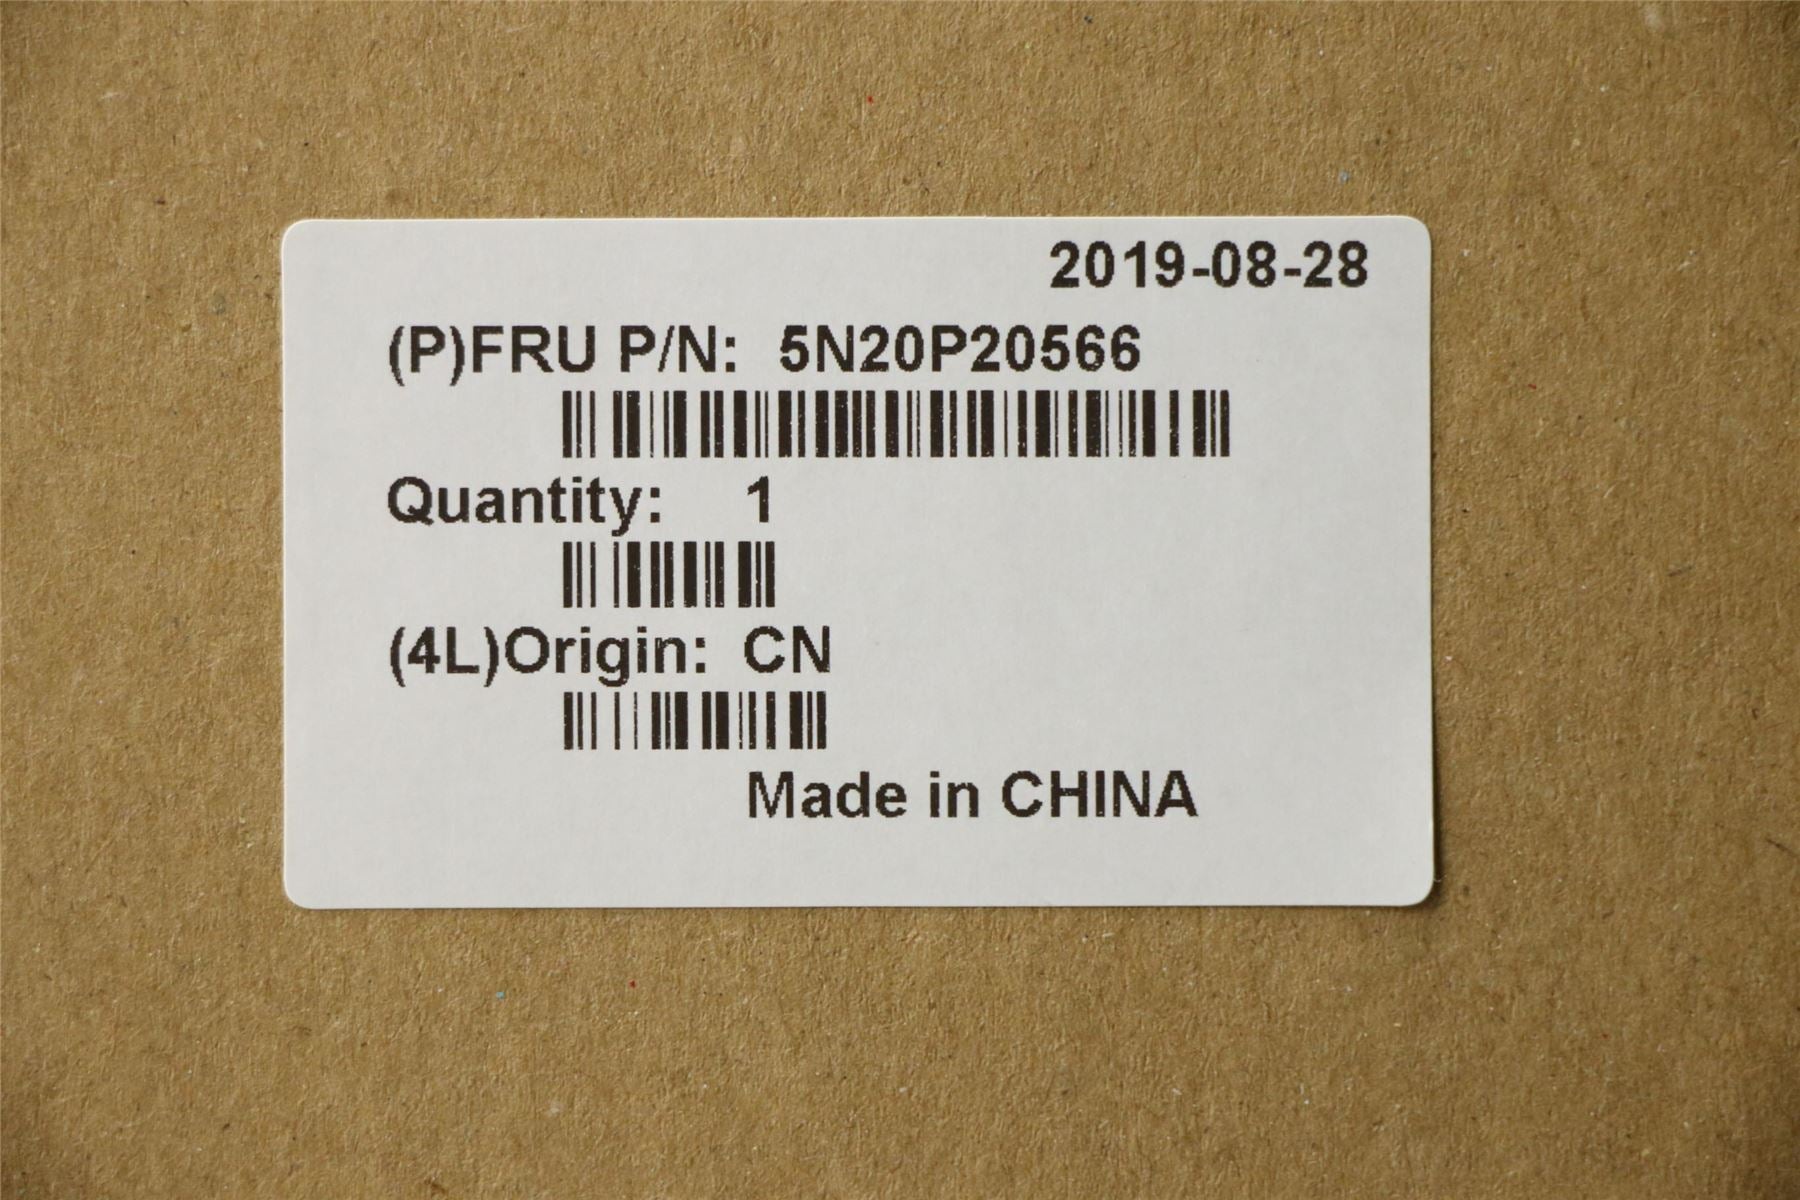 2019-08-28
(P)FRU P/N: 5N20P20566
Quantity: 1
(4L)Origin: CN
Made in CHINA